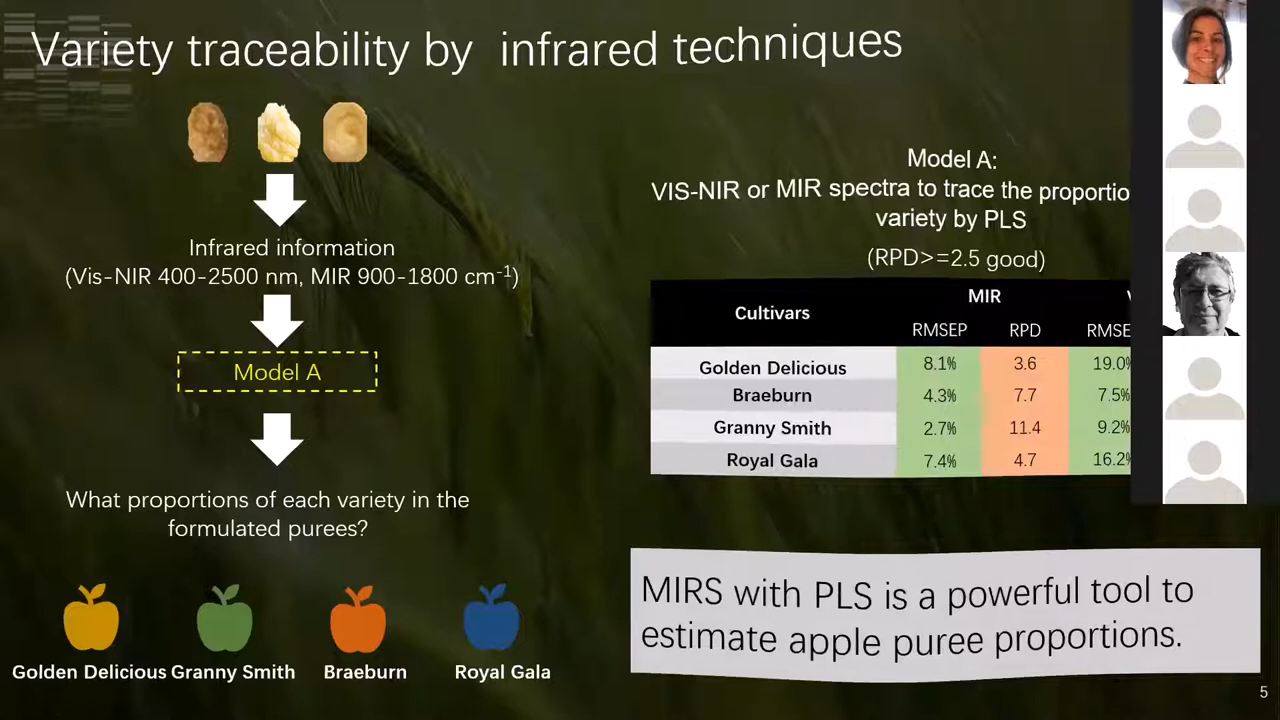 Variety traceability by infrared techniques
Infrared information
(Vis-NIR 400-2500 nm, MIR 900-1800 cm-1)
Model A
What proportions of each variety in the
formulated purees?
Golden Delicious Granny Smith Braeburn Royal Gala
Model A:
VIS-NIR or MIR spectra to trace the
variety by PLS
(RPD>=2.5 good)
Cultivars MIR
RMSEP RPD
Golden Delicious 8.1% 3.6 19.0%
Braeburn 4.3% 7.7 7.5%
Granny Smith 2.7% 11.4 9.2%
Royal Gala 7.4% 4.7 16.2%
MIRS with PLS is a powerful tool to
estimate apple puree proportions.
5